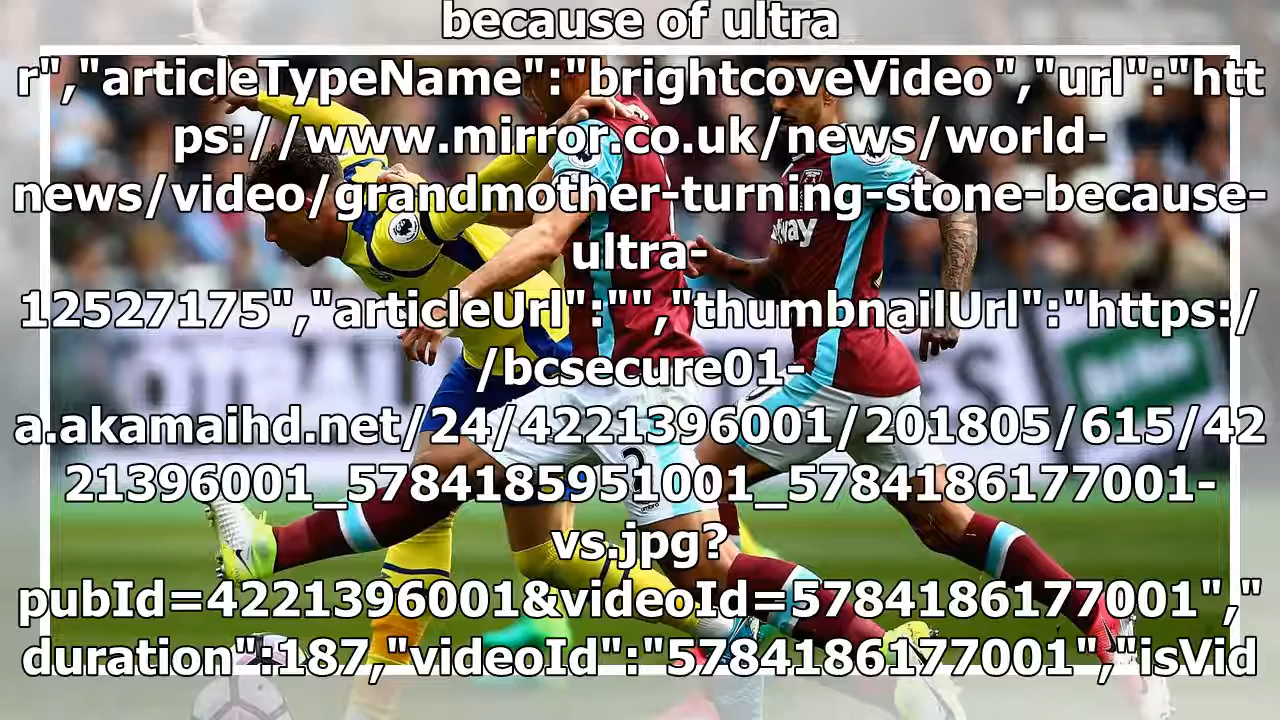 because of ultra
r","articleTypeName":"brightcoveVideo","url":"htt
ps://www.mirror.co.uk/news/world-
news/video/grandmother-turning-stone-because-
ultra-
12527175","articleUrl":"","thumbnailUrl":"https:/
/bcsecure01-
a.akamaihd.net/24/4221396001/201805/615/42
21396001_5784185951001_5784186177001-
vs.jpg?
pubId=4221396001&videoId=5784186177001","
duration":187,"videoId":"5784186177001","isVid
2